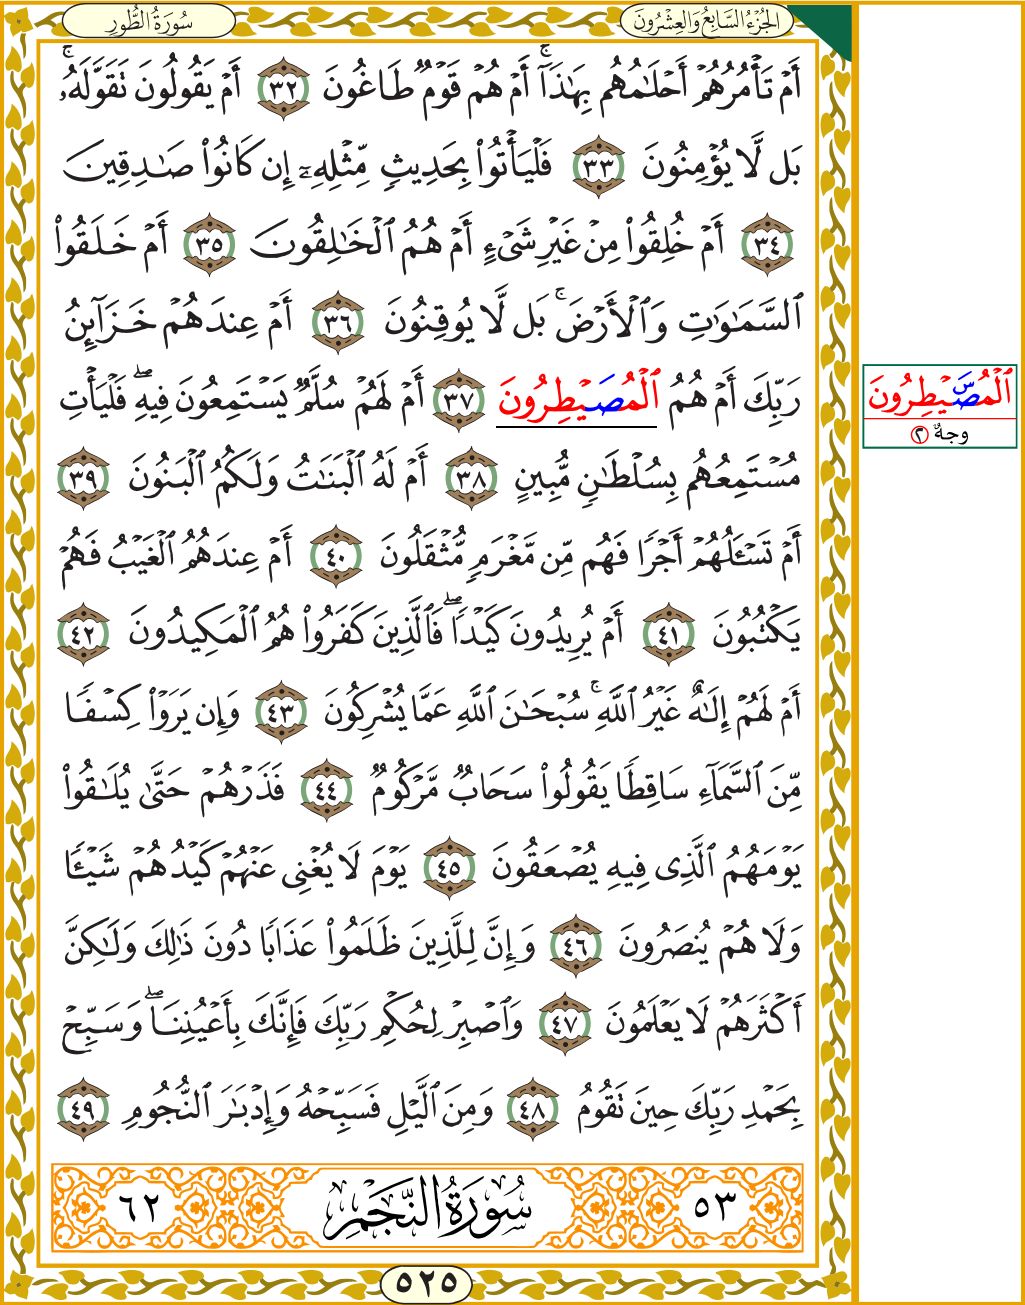 الجُزءُ السَّابِعُ وَالعِشْرُونَ
سُورَةُ الطُّورِ
أَمۡ تَأۡمُرُهُمۡ أَحۡلَٰمُهُم بِهَٰذَآۚ أَمۡ هُمۡ قَوۡمٞ طَاغُونَ ٣٢ أَمۡ يَقُولُونَ تَقَوَّلَهُۥۚ
بَل لَّا يُؤۡمِنُونَ ٣٣ فَلۡيَأۡتُواْ بِحَدِيثٖ مِّثۡلِهِۦٓ إِن كَانُواْ صَٰدِقِينَ
٣٤ أَمۡ خُلِقُواْ مِنۡ غَيۡرِ شَيۡءٍ أَمۡ هُمُ ٱلۡخَٰلِقُونَ ٣٥ أَمۡ خَلَقُواْ
ٱلسَّمَٰوَٰتِ وَٱلۡأَرۡضَۚ بَل لَّا يُوقِنُونَ ٣٦ أَمۡ عِندَهُمۡ خَزَآئِنُ
رَبِّكَ أَمۡ هُمُ ٱلۡمُصَۜيۡطِرُونَ ٣٧ أَمۡ لَهُمۡ سُلَّمٞ يَسۡتَمِعُونَ فِيهِۖ فَلۡيَأۡتِ
مُسۡتَمِعُهُم بِسُلۡطَٰنٖ مُّبِينٍ ٣٨ أَمۡ لَهُ ٱلۡبَنَٰتُ وَلَكُمُ ٱلۡبَنُونَ ٣٩
أَمۡ تَسۡـَٔلُهُمۡ أَجۡرٗا فَهُم مِّن مَّغۡرَمٖ مُّثۡقَلُونَ ٤٠ أَمۡ عِندَهُمُ ٱلۡغَيۡبُ فَهُمۡ
يَكۡتُبُونَ ٤١ أَمۡ يُرِيدُونَ كَيۡدٗاۖ فَٱلَّذِينَ كَفَرُواْ هُمُ ٱلۡمَكِيدُونَ ٤٢
أَمۡ لَهُمۡ إِلَٰهٌ غَيۡرُ ٱللَّهِۚ سُبۡحَٰنَ ٱللَّهِ عَمَّا يُشۡرِكُونَ ٤٣ وَإِن يَرَوۡاْ كِسۡفٗا
مِّنَ ٱلسَّمَآءِ سَاقِطٗا يَقُولُواْ سَحَابٞ مَّرۡكُومٞ ٤٤ فَذَرۡهُمۡ حَتَّىٰ يُلَٰقُواْ
يَوۡمَهُمُ ٱلَّذِي فِيهِ يُصۡعَقُونَ ٤٥ يَوۡمَ لَا يُغۡنِي عَنۡهُمۡ كَيۡدُهُمۡ شَيۡـٔٗا
وَلَا هُمۡ يُنصَرُونَ ٤٦ وَإِنَّ لِلَّذِينَ ظَلَمُواْ عَذَابٗا دُونَ ذَٰلِكَ وَلَٰكِنَّ
أَكۡثَرَهُمۡ لَا يَعۡلَمُونَ ٤٧ وَٱصۡبِرۡ لِحُكۡمِ رَبِّكَ فَإِنَّكَ بِأَعۡيُنِنَاۖ وَسَبِّحۡ
بِحَمۡدِ رَبِّكَ حِينَ تَقُومُ ٤٨ وَمِنَ ٱلَّيۡلِ فَسَبِّحۡهُ وَإِدۡبَٰرَ ٱلنُّجُومِ ٤٩
٥٣ سُورَةُ النَّجۡمِ ٦٢
٥٢٥
ٱلۡمُصَۜيۡطِرُونَ
وجهٌ ٢